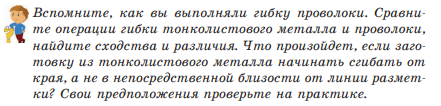 Вспомните, как вы выполняли гибку проволоки. Сравни-
те операции гибки тонколистового металла и проволоки,
найдите сходства и различия. Что произойдет, если заго-
товку из тонколистового металла начинать сгибать от
края, а не в непосредственной близости от линии размет-
ки? Свои предположения проверьте на практике.